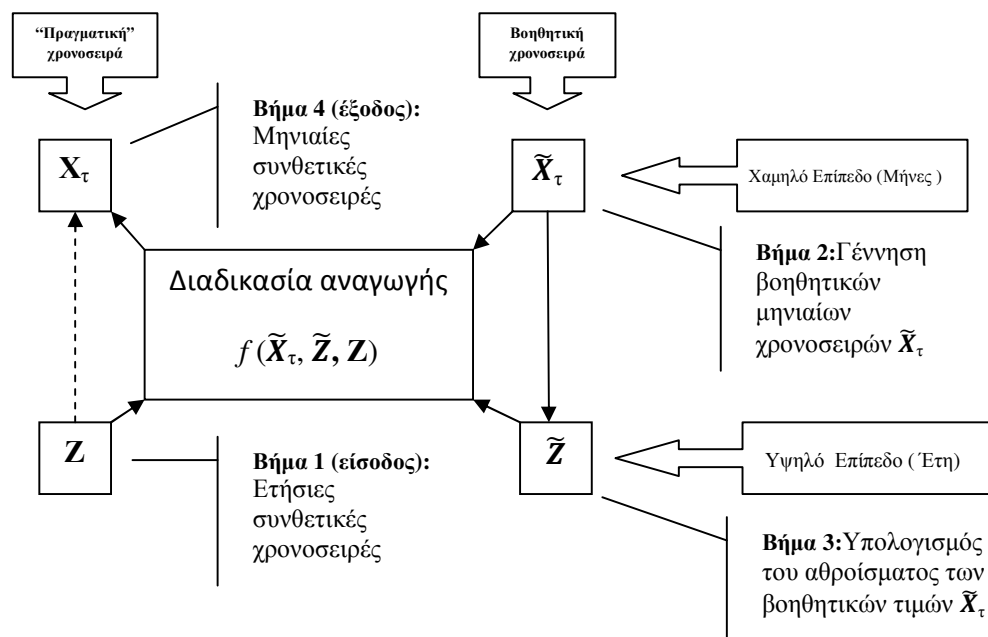 “Πραγματική”
χρονοσειρά
Βοηθητική
χρονοσειρά
Βήμα 4 (έξοδος):
Μηνιαίες
συνθετικές
χρονοσειρές
Xτ
X̃τ
Χαμηλό Επίπεδο (Μήνες )
Διαδικασία αναγωγής
f (X̃τ, Z̃, Z)
Βήμα 2:Γέννηση
βοηθητικών
μηνιαίων
χρονοσειρών X̃τ
Z
Z̃
Βήμα 1 (είσοδος):
Ετήσιες
συνθετικές
χρονοσειρές
Υψηλό Επίπεδο ( Έτη)
Βήμα 3:Υπολογισμός
του αθροίσματος των
βοηθητικών τιμών X̃τ